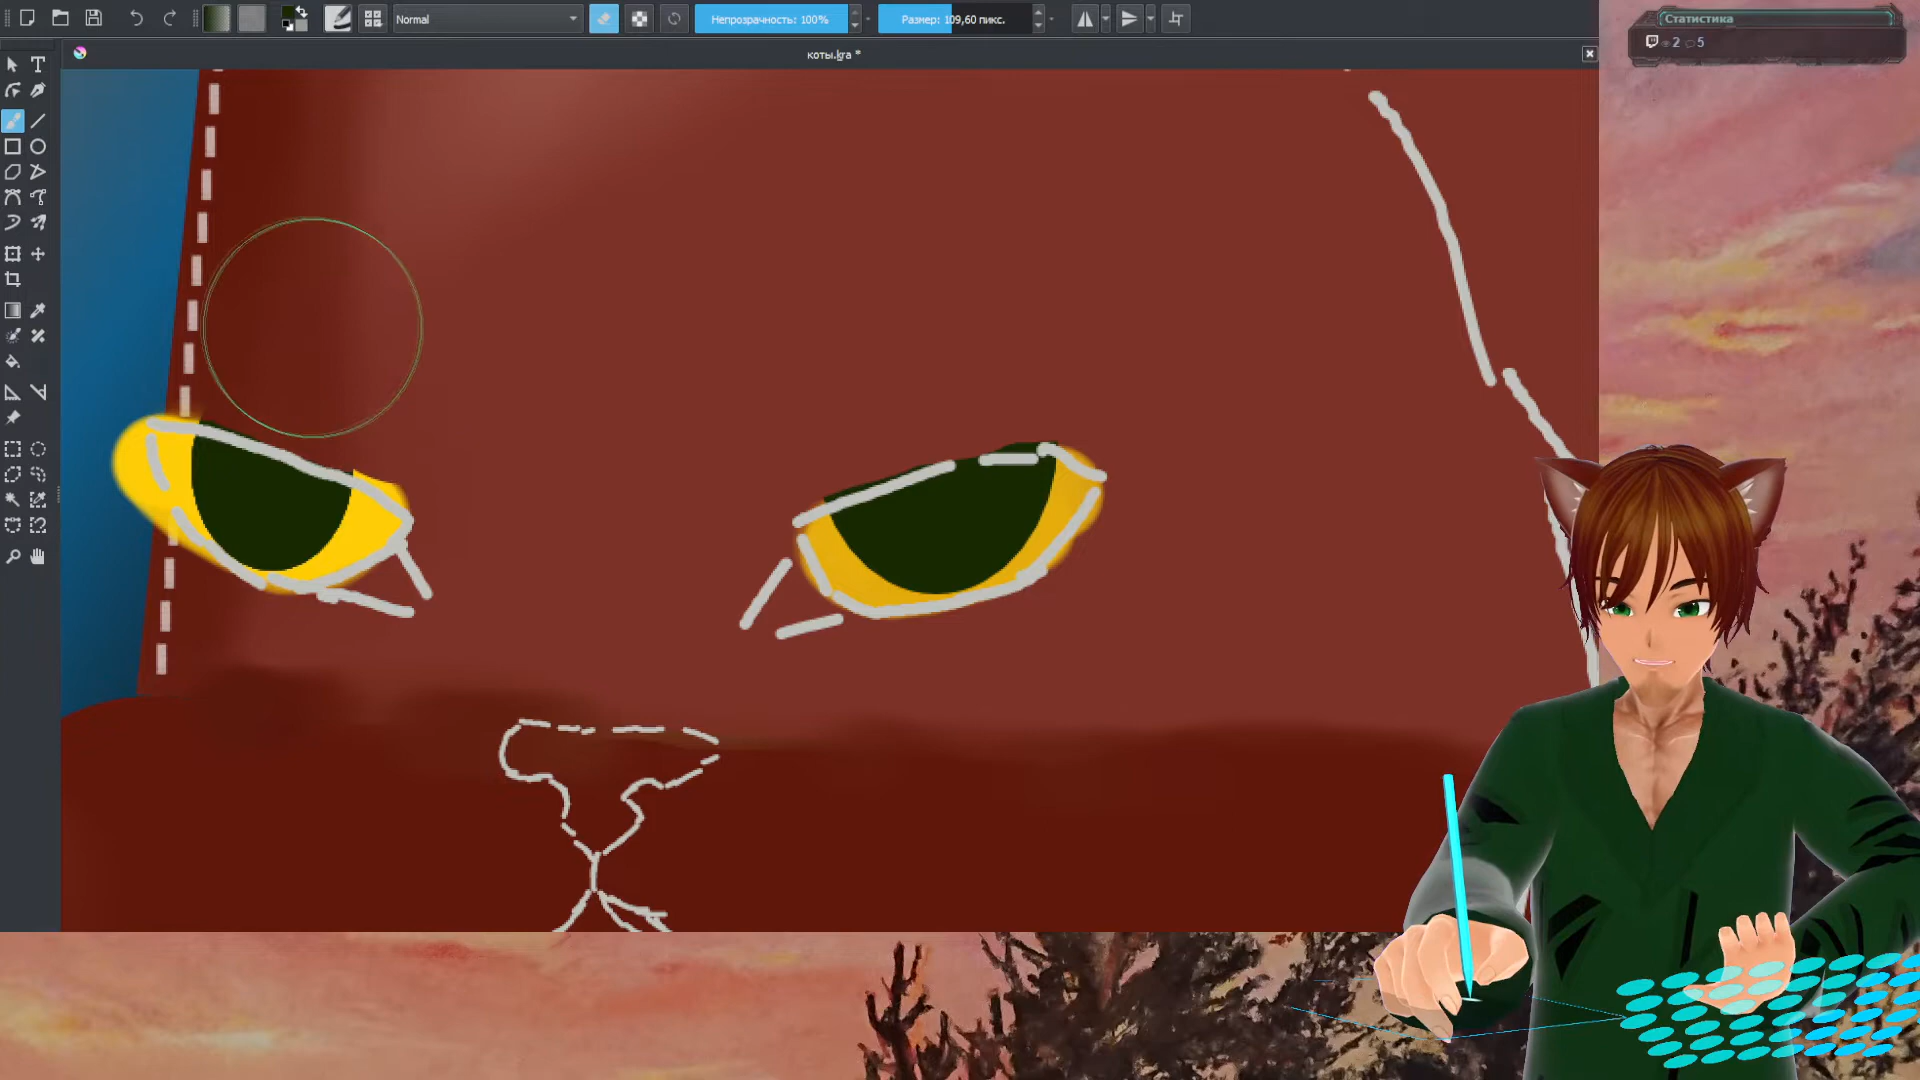 Normal
Непрозрачность: 100%
Размер: 109,60 пикс.
коты.kra *
Статистика
2 5